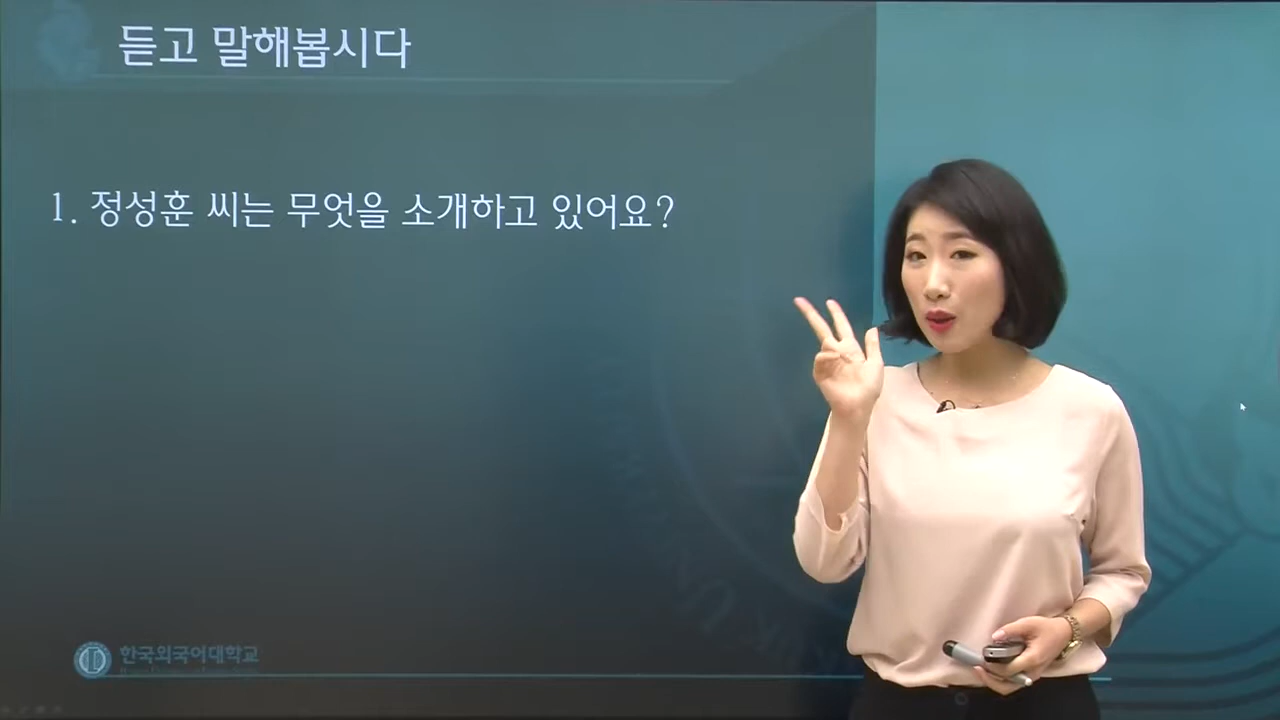 듣고 말해봅시다
1. 정성훈 씨는 무엇을 소개하고 있어요?
한국외국어대학교